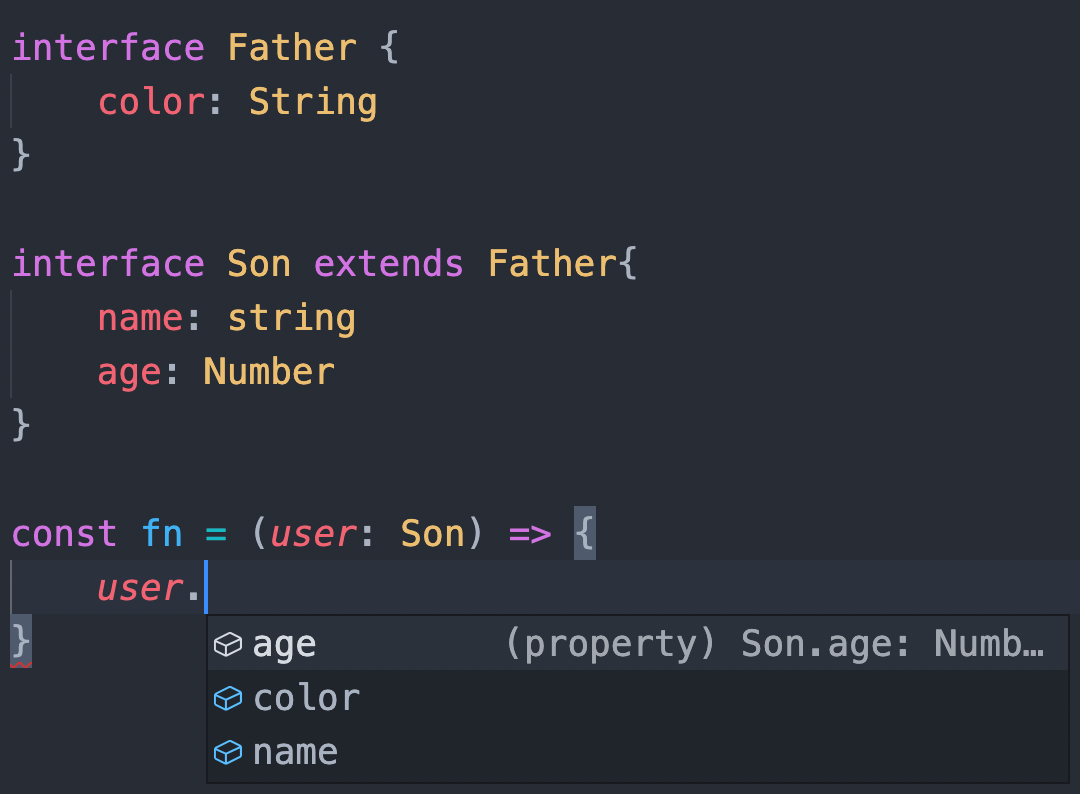 interface Father {
    color: String
}
interface Son extends Father{
    name: string
    age: Number
}
const fn = (user: Son) => {
    user.
}
age (property) Son.age: Numb…
color
name